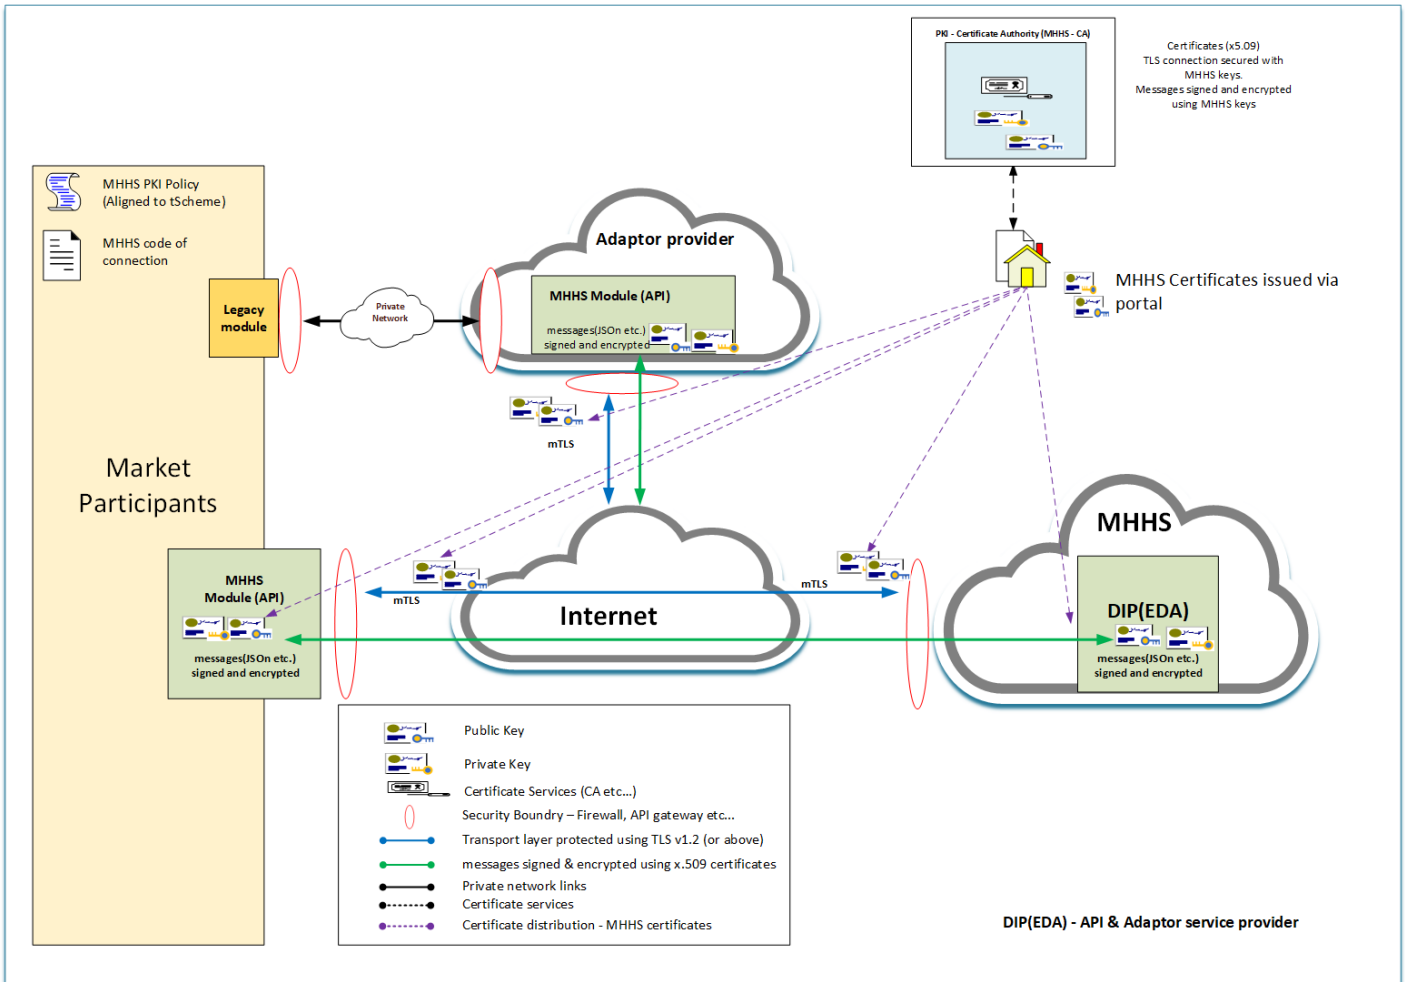 PKI - Certificate Authority (MHHS - CA)
Certificates (x5.09)
TLS connection secured with
MHHS keys.
Messages signed and encrypted
using MHHS keys
MHHS PKI Policy
(Aligned to tScheme)
MHHS code of
connection
Adaptor provider
MHHS Module (API)
messages(JSOn etc.)
signed and encrypted
Legacy
module
Private
Network
MHHS Certificates issued via
portal
mTLS
Market
Participants
MHHS
Module (API)
messages(JSOn etc.)
signed and encrypted
mTLS
Internet
mTLS
MHHS
DIP(EDA)
messages(JSOn etc.)
signed and encrypted
Public Key
Private Key
Certificate Services (CA etc...)
Security Boundry – Firewall, API gateway etc...
Transport layer protected using TLS v1.2 (or above)
messages signed & encrypted using x.509 certificates
Private network links
Certificate services
Certificate distribution - MHHS certificates
DIP(EDA) - API & Adaptor service provider